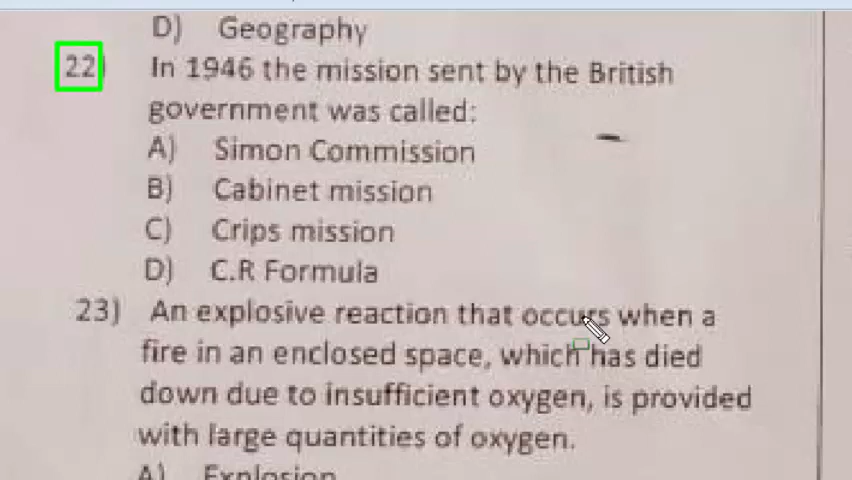 D) Geography
22) In 1946 the mission sent by the British
government was called:
A) Simon Commission
B) Cabinet mission
C) Crips mission
D) C.R Formula
23) An explosive reaction that occurs when a
fire in an enclosed space, which has died
down due to insufficient oxygen, is provided
with large quantities of oxygen.
A) Explosion